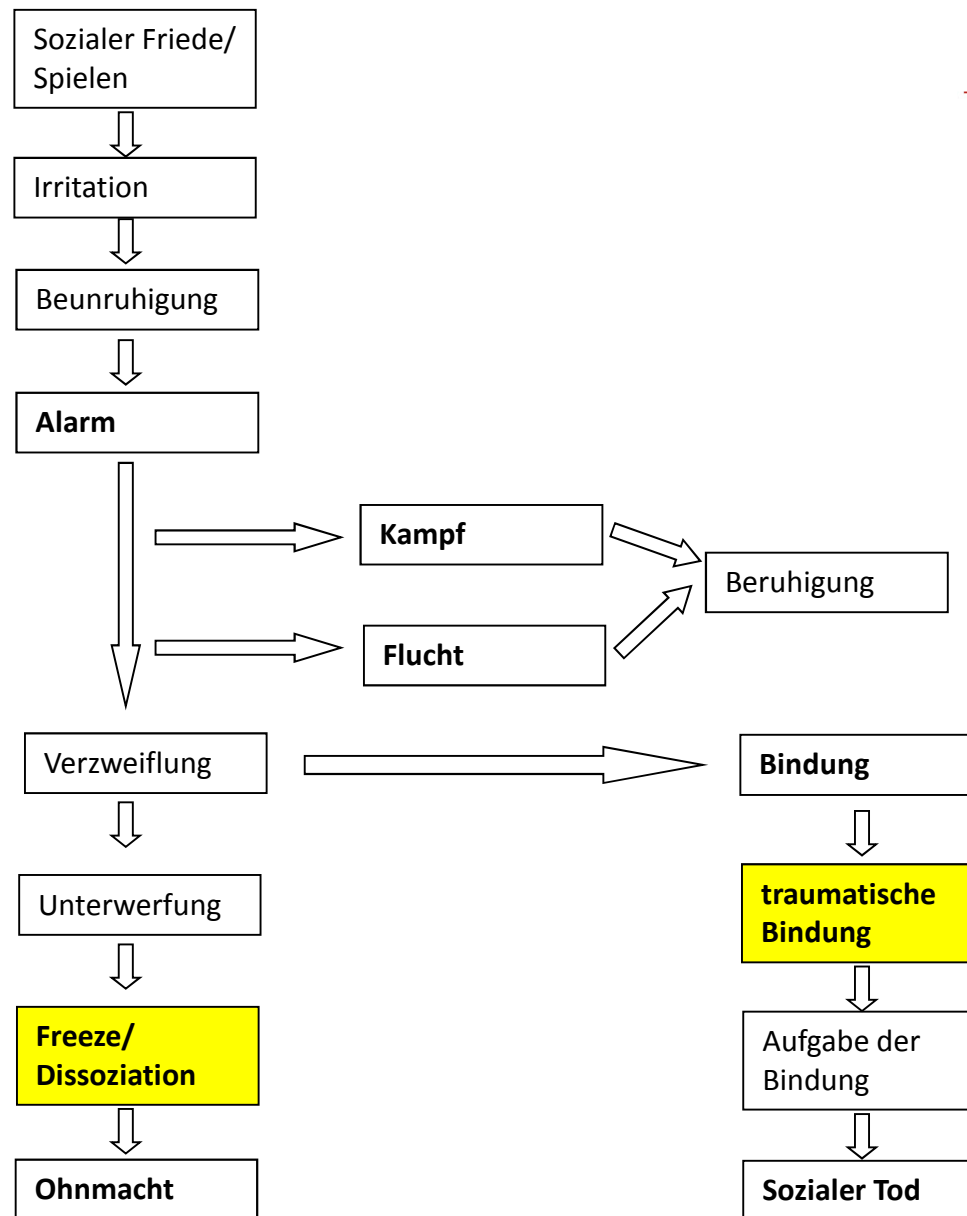 Sozialer Friede/
Spielen
Irritation
Beunruhigung
Alarm
Kampf
Beruhigung
Flucht
Verzweiflung
Bindung
Unterwerfung
traumatische
Bindung
Freeze/
Dissoziation
Aufgabe der
Bindung
Ohnmacht
Sozialer Tod